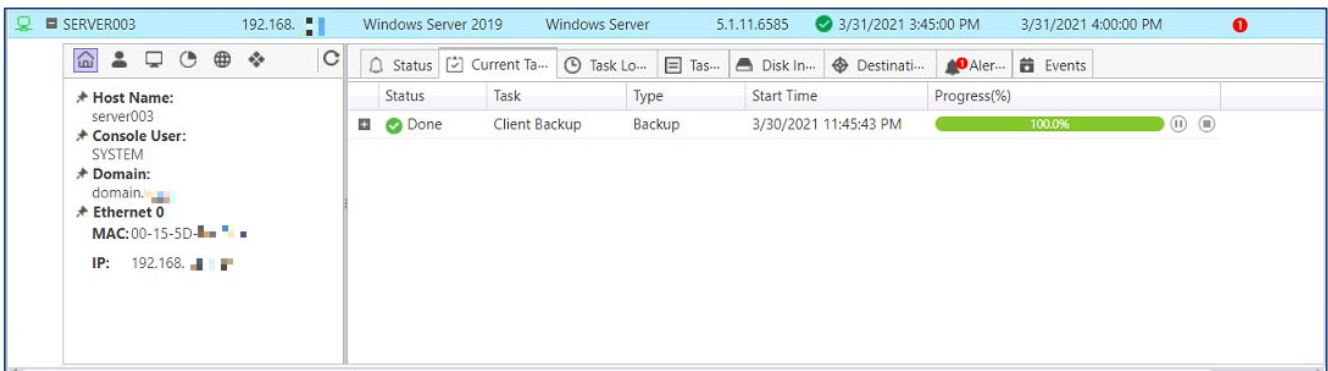 SERVER003 192.168. Windows Server 2019 Windows Server 5.1.11.6585 3/31/2021 3:45:00 PM 3/31/2021 4:00:00 PM 1
Status Current Ta... Task Lo... Tas... Disk In... Destinati... 1 Aler... Events
Host Name:
server003
Console User:
SYSTEM
Domain:
domain.
Ethernet 0
MAC: 00-15-5D-
IP: 192.168.
Status Task Type Start Time Progress(%)
Done Client Backup Backup 3/30/2021 11:45:43 PM 100.0%